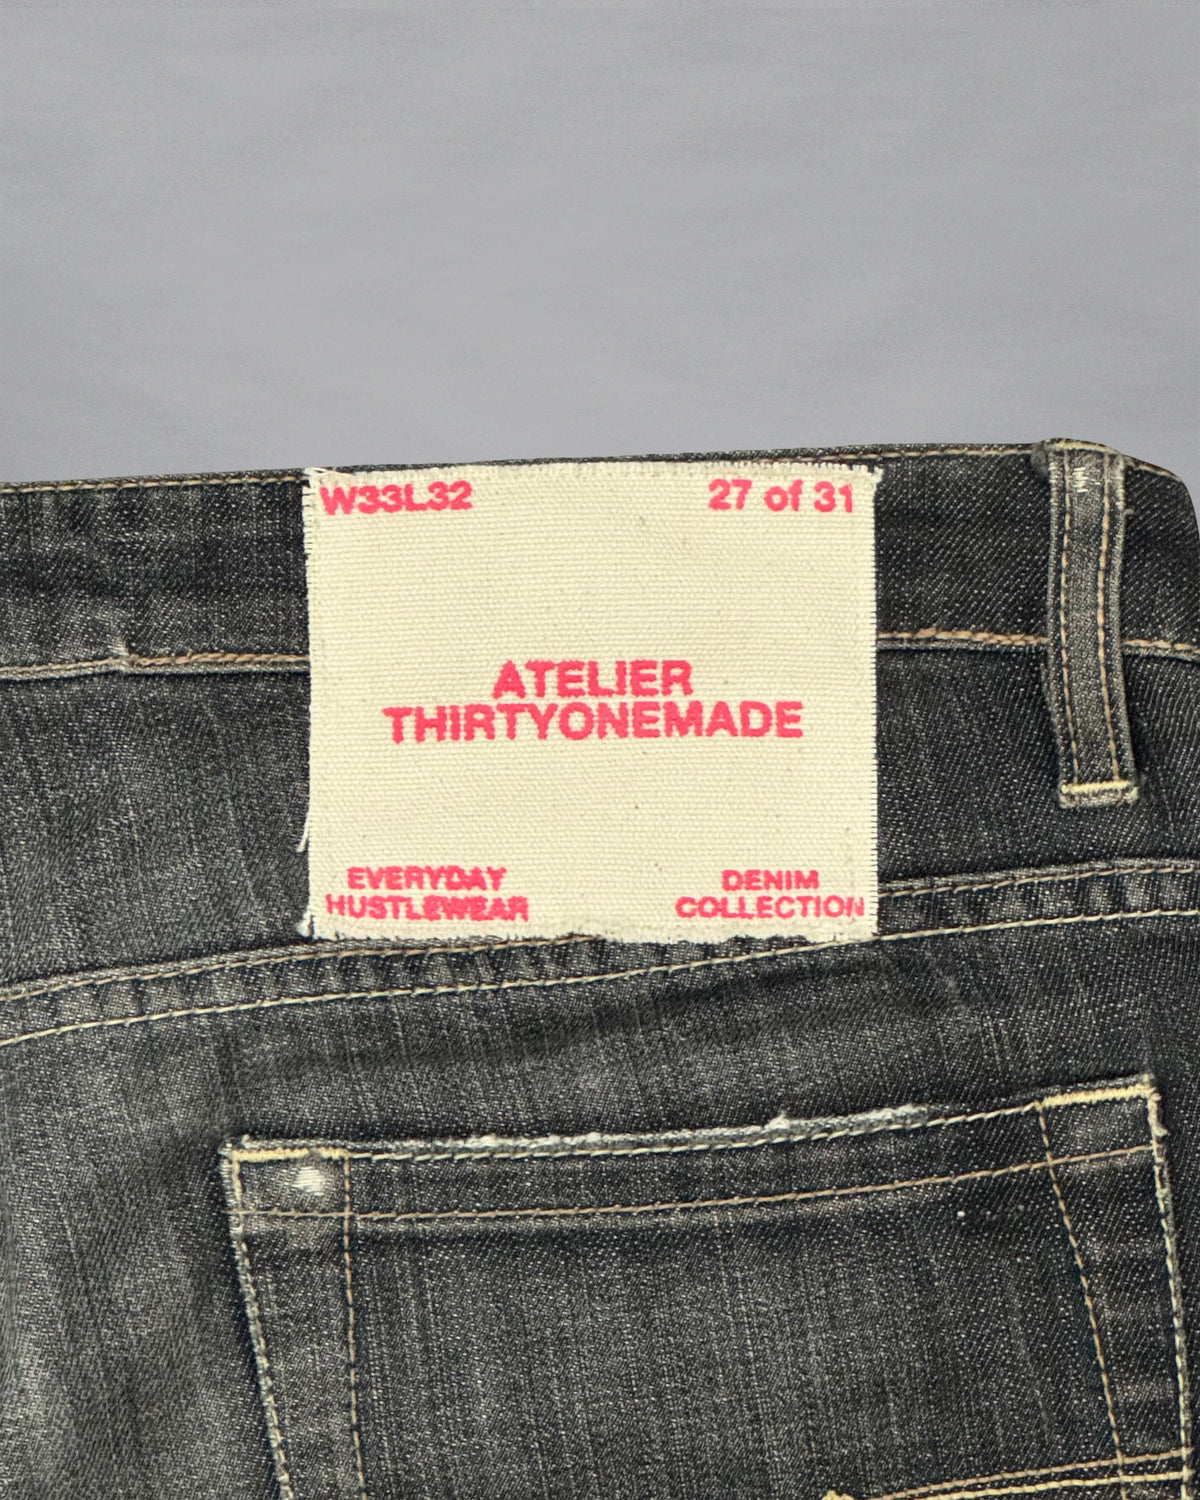 W33L32
27 of 31
ATELIER
THIRTYONEMADE
EVERYDAY
HUSTLEWEAR
DENIM
COLLECTION